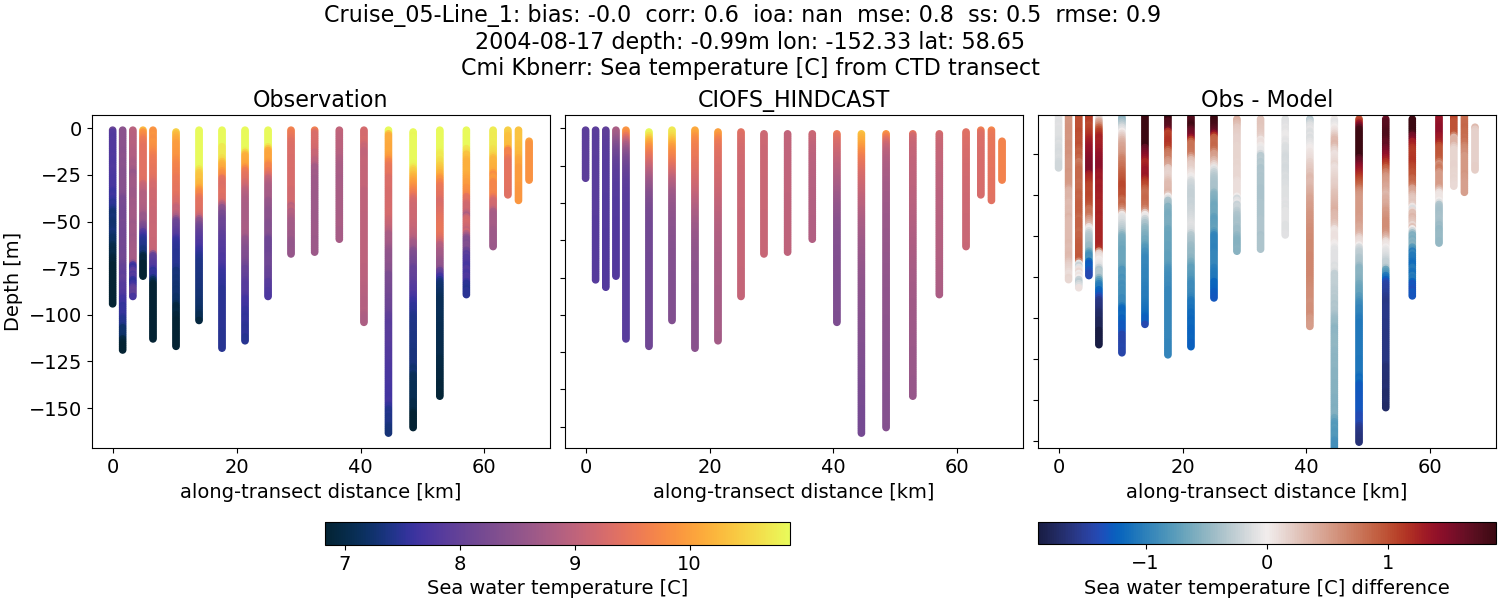 Cruise_05-Line_1: bias: -0.0  corr: 0.6  ioa: nan  mse: 0.8  ss: 0.5  rmse: 0.9
2004-08-17 depth: -0.99m lon: -152.33 lat: 58.65
Cmi Kbnerr: Sea temperature [C] from CTD transect
Observation
CIOFS_HINDCAST
Obs - Model
Depth [m]
0
−25
−50
−75
−100
−125
−150
0 20 40 60
0 20 40 60
0 20 40 60
along-transect distance [km]
along-transect distance [km]
along-transect distance [km]
7 8 9 10
Sea water temperature [C]
−1 0 1
Sea water temperature [C] difference